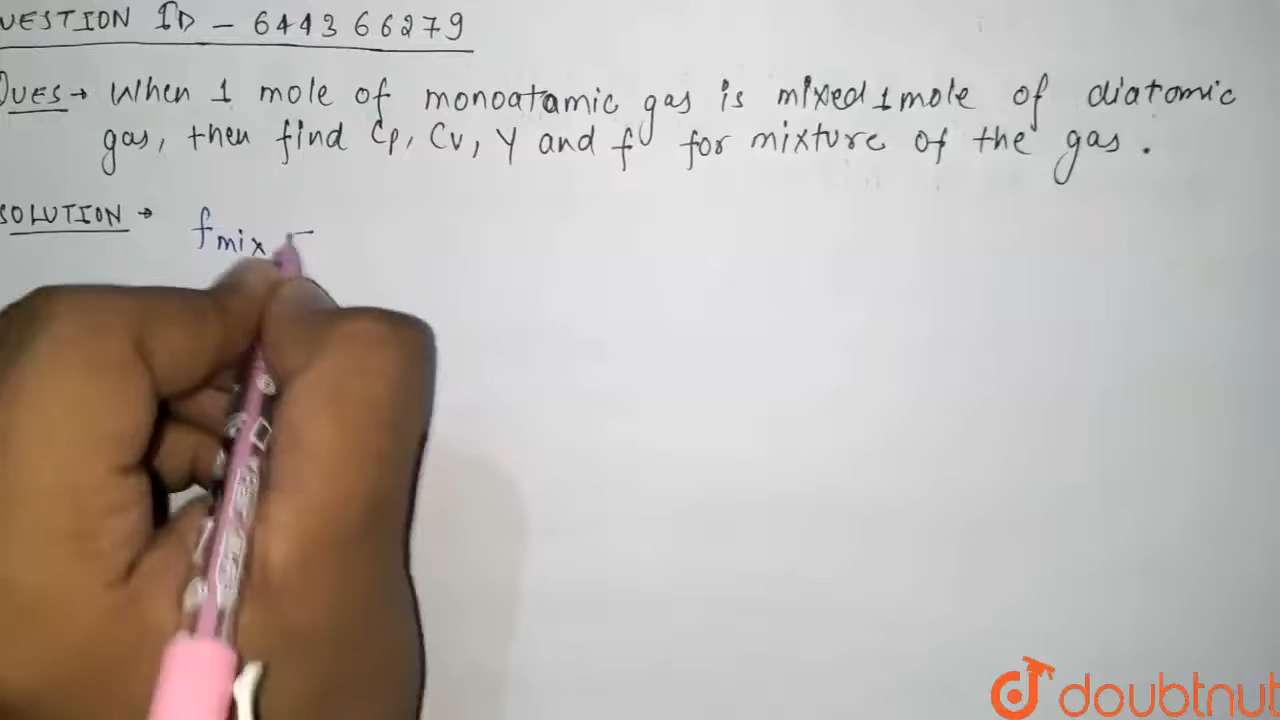 UESTION ID - 644366279
QUES → When 1 mole of monoatamic gas is mixed 1 mole of diatomic
gas, then find Cp, Cv, Y and f for mixture of the gas.
SOLUTION → fmix =
doubtnut